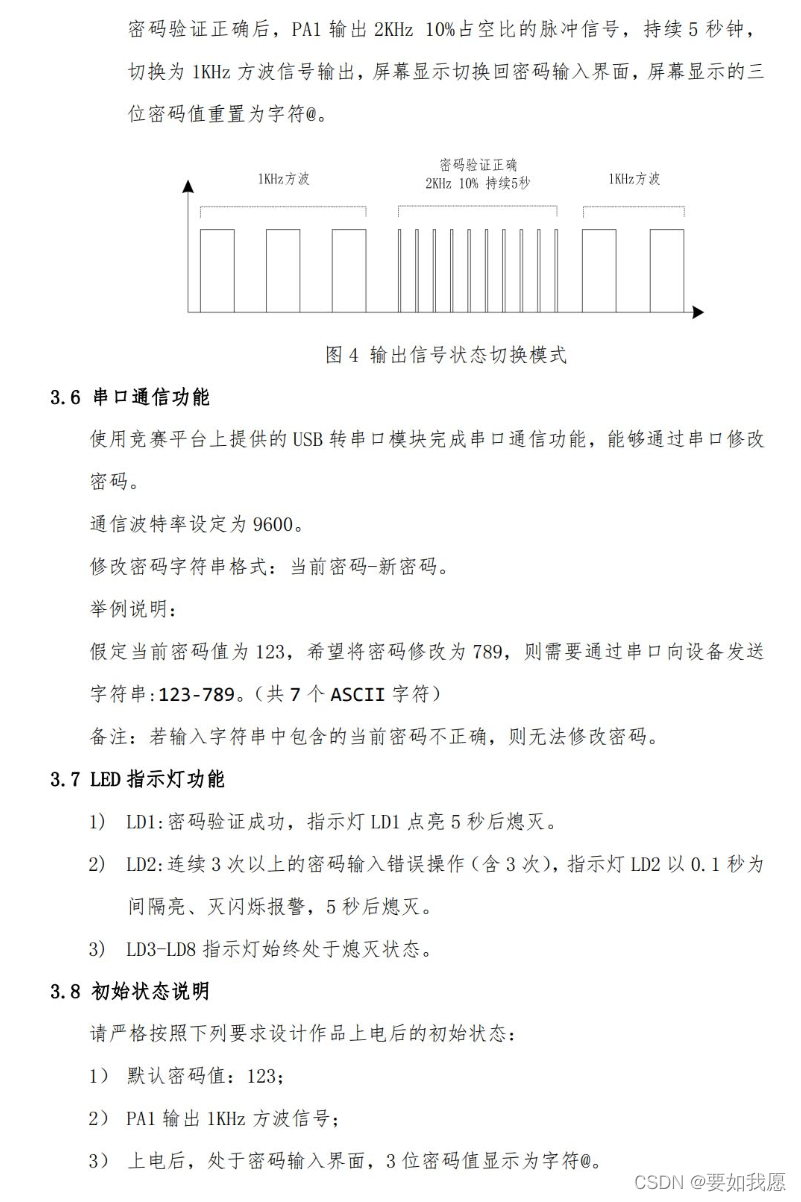 密码验证正确后，PA1 输出 2KHz 10%占空比的脉冲信号，持续 5 秒钟，
切换为 1KHz 方波信号输出，屏幕显示切换回密码输入界面，屏幕显示的三
位密码值重置为字符@。
密码验证正确
1KHz方波
2KHz 10% 持续5秒
1KHz方波
图 4 输出信号状态切换模式
3.6 串口通信功能
使用竞赛平台上提供的 USB 转串口模块完成串口通信功能，能够通过串口修改
密码。
通信波特率设定为 9600。
修改密码字符串格式：当前密码-新密码。
举例说明：
假定当前密码值为 123，希望将密码修改为 789，则需要通过串口向设备发送
字符串:123-789。（共 7 个 ASCII 字符）
备注：若输入字符串中包含的当前密码不正确，则无法修改密码。
3.7 LED 指示灯功能
1) LD1:密码验证成功，指示灯 LD1 点亮 5 秒后熄灭。
2) LD2:连续 3 次以上的密码输入错误操作（含 3 次），指示灯 LD2 以 0.1 秒为
间隔亮、灭闪烁报警，5 秒后熄灭。
3) LD3-LD8 指示灯始终处于熄灭状态。
3.8 初始状态说明
请严格按照下列要求设计作品上电后的初始状态：
1） 默认密码值：123；
2） PA1 输出 1KHz 方波信号；
3） 上电后，处于密码输入界面，3 位密码值显示为字符@。
CSDN @要如我愿